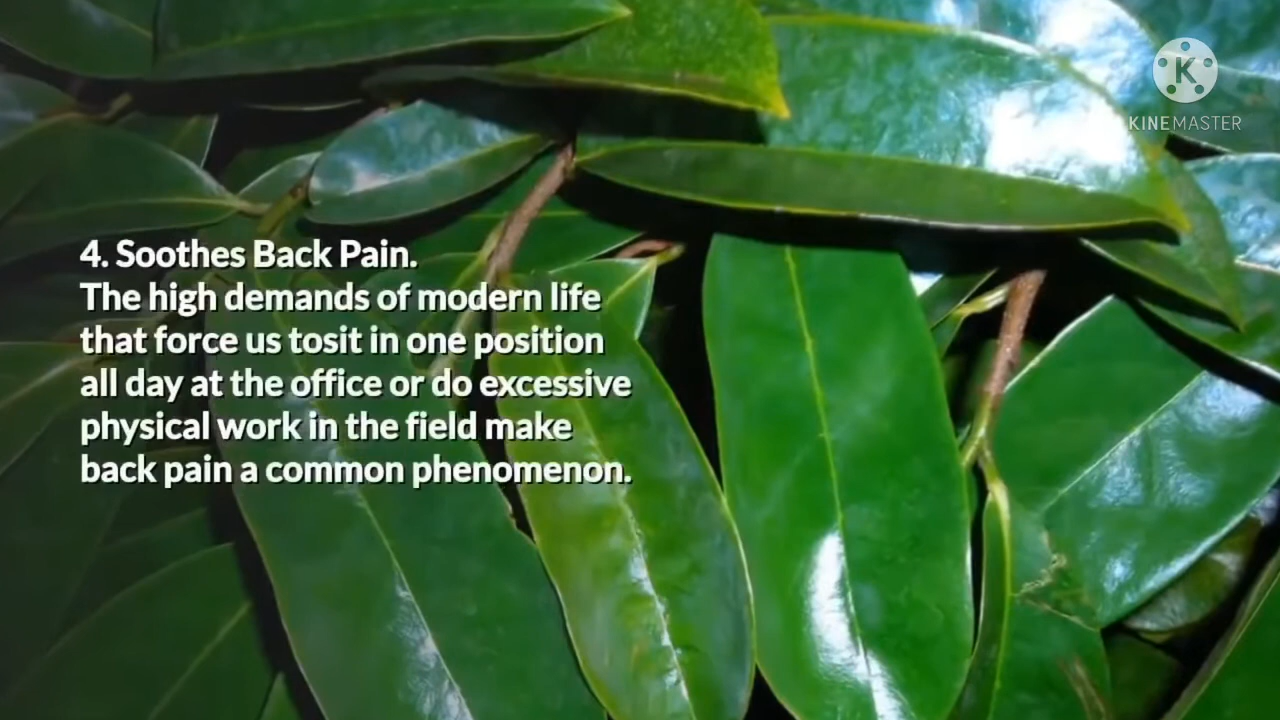 K
KINEMASTER
4. Soothes Back Pain.
The high demands of modern life
that force us tosit in one position
all day at the office or do excessive
physical work in the field make
back pain a common phenomenon.